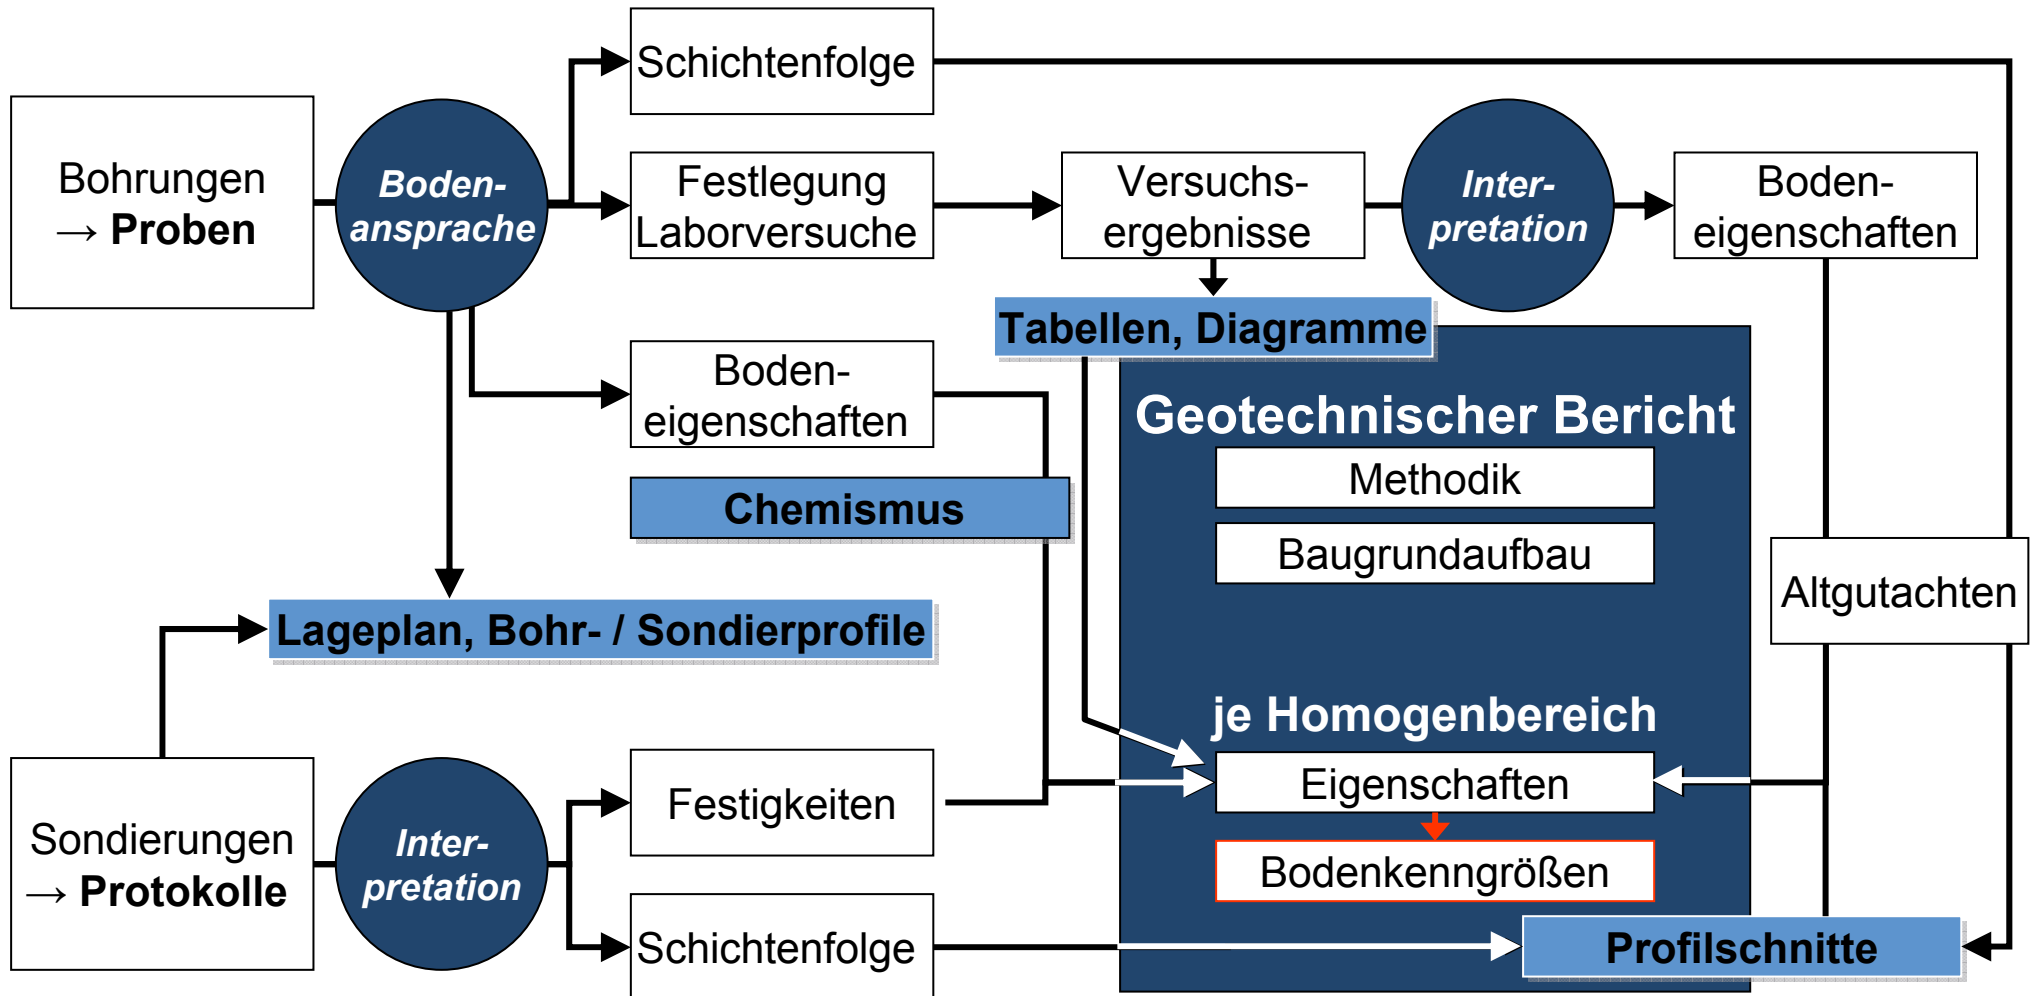 Schichtenfolge
Bohrungen
→ Proben
Boden-
ansprache
Festlegung
Laborversuche
Versuchs-
ergebnisse
Inter-
pretation
Boden-
eigenschaften
Tabellen, Diagramme
Boden-
eigenschaften
Geotechnischer Bericht
Methodik
Chemismus
Baugrundaufbau
Altgutachten
Lageplan, Bohr- / Sondierprofile
je Homogenbereich
Eigenschaften
Festigkeiten
Sondierungen
→ Protokolle
Inter-
pretation
Bodenkenngrößen
Schichtenfolge
Profilschnitte